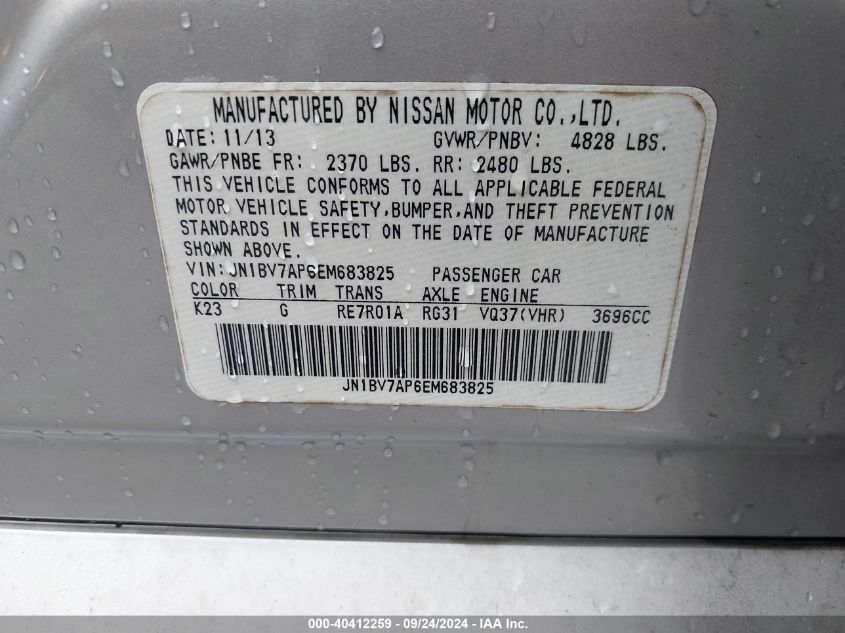 MANUFACTURED BY NISSAN MOTOR CO.,LTD.
DATE: 11/13 GVWR/PNBV: 4828 LBS.
GAWR/PNBE FR: 2370 LBS. RR: 2480 LBS.
THIS VEHICLE CONFORMS TO ALL APPLICABLE FEDERAL
MOTOR VEHICLE SAFETY,BUMPER,AND THEFT PREVENTION
STANDARDS IN EFFECT ON THE DATE OF MANUFACTURE
SHOWN ABOVE.
VIN:JN1BV7AP6EM683825 PASSENGER CAR
COLOR TRIM TRANS AXLE ENGINE
K23 G RE7R01A RG31 VQ37(VHR) 3696CC
JN1BV7AP6EM683825
000-40412259 - 09/24/2024 - IAA Inc.